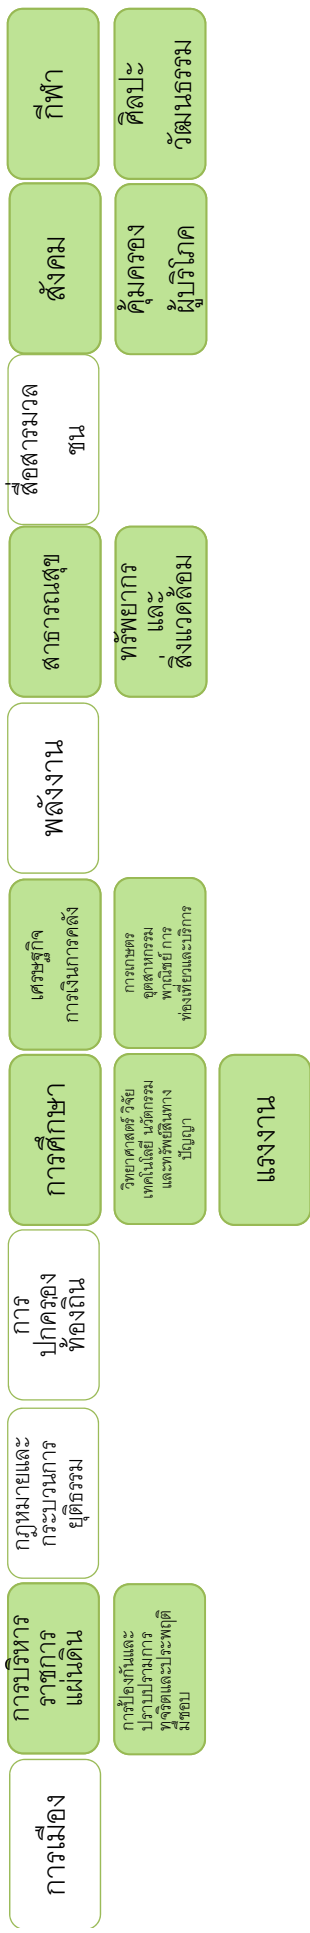 การเมือง
การบริหาร
ราชการ
แผ่นดิน
กฎหมายและ
กระบวนการ
ยุติธรรม
การ
ปกครอง
ท้องถิ่น
การศึกษา
เศรษฐกิจ
การเงินการคลัง
พลังงาน
สาธารณสุข
สื่อสารมวล
ชน
สังคม
กีฬา
การป้องกันและ
ปราบปรามการ
ทุจริตและประพฤติ
มิชอบ
วิทยาศาสตร์ วิจัย
เทคโนโลยี นวัตกรรม
และทรัพย์สินทาง
ปัญญา
การเกษตร
อุตสาหกรรม
พาณิชย์ การ
ท่องเที่ยวและบริการ
ทรัพยากร
และ
สิ่งแวดล้อม
คุ้มครอง
ผู้บริโภค
ศิลปะ
วัฒนธรรม
แรงงาน